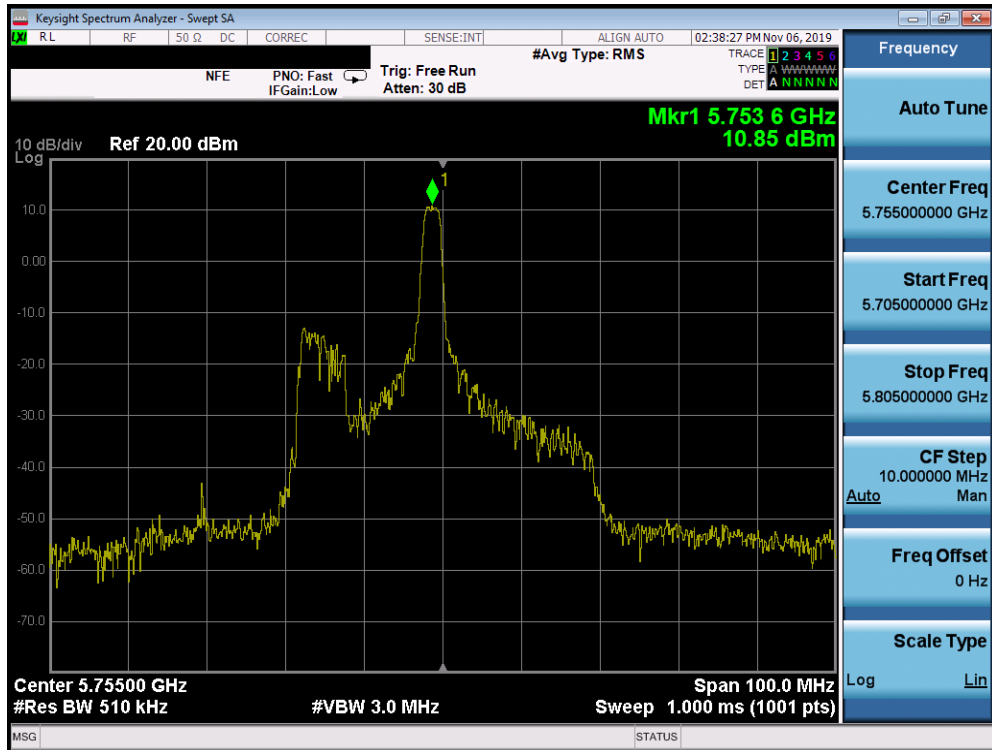 Keysight Spectrum Analyzer - Swept SA
LXI RL RF 50 Ω DC CORREC SENSE:INT ALIGN AUTO 02:38:27 PM Nov 06, 2019
NFE PNO: Fast Trig: Free Run #Avg Type: RMS TRACE 1 2 3 4 5 6
IFGain:Low Atten: 30 dB TYPE A WWWWW
DET A N N N N N
Mkr1 5.753 6 GHz
10.85 dBm
10 dB/div Ref 20.00 dBm
Log
1
10.0
0.00
-10.0
-20.0
-30.0
-40.0
-50.0
-60.0
-70.0
Center 5.75500 GHz Span 100.0 MHz
#Res BW 510 kHz #VBW 3.0 MHz Sweep 1.000 ms (1001 pts)
MSG STATUS
Frequency
Auto Tune
Center Freq
5.755000000 GHz
Start Freq
5.705000000 GHz
Stop Freq
5.805000000 GHz
CF Step
10.000000 MHz
Auto Man
Freq Offset
0 Hz
Scale Type
Log Lin